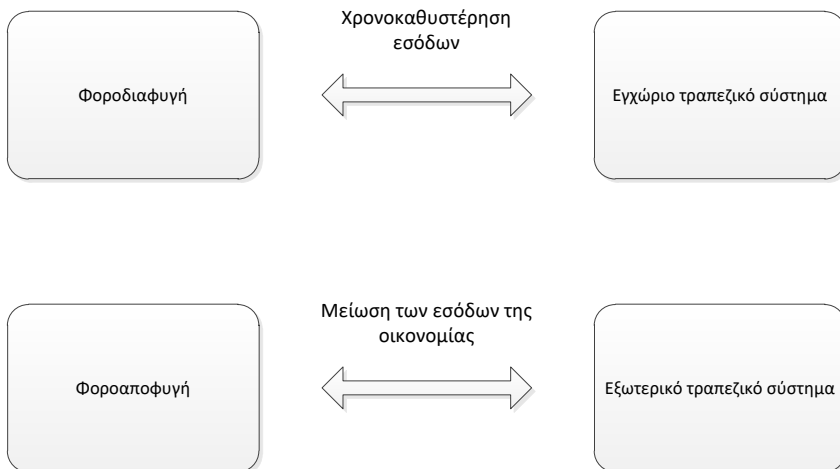 Χρονοκαθυστέρηση
εσόδων
Φοροδιαφυγή
Εγχώριο τραπεζικό σύστημα
Μείωση των εσόδων της
οικονομίας
Φοροαποφυγή
Εξωτερικό τραπεζικό σύστημα